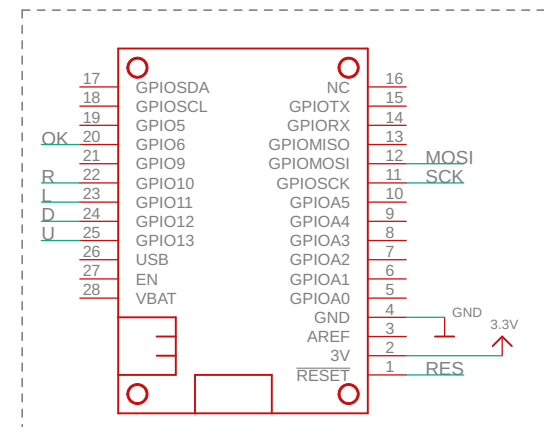 17 GPIOSDA NC 16
18 GPIOSCL GPIOTX 15
19 GPIO5 GPIORX 14
OK 20 GPIO6 GPIOMISO 13
21 GPIO9 GPIOMOSI 12 MOSI
R 22 GPIO10 GPIOSCK 11 SCK
L 23 GPIO11 GPIOA5 10
D 24 GPIO12 GPIOA4 9
U 25 GPIO13 GPIOA3 8
26 USB GPIOA2 7
27 EN GPIOA1 6
28 VBAT GPIOA0 5
GND 4 GND
AREF 3 3.3V
3V 2
RESET 1 RES